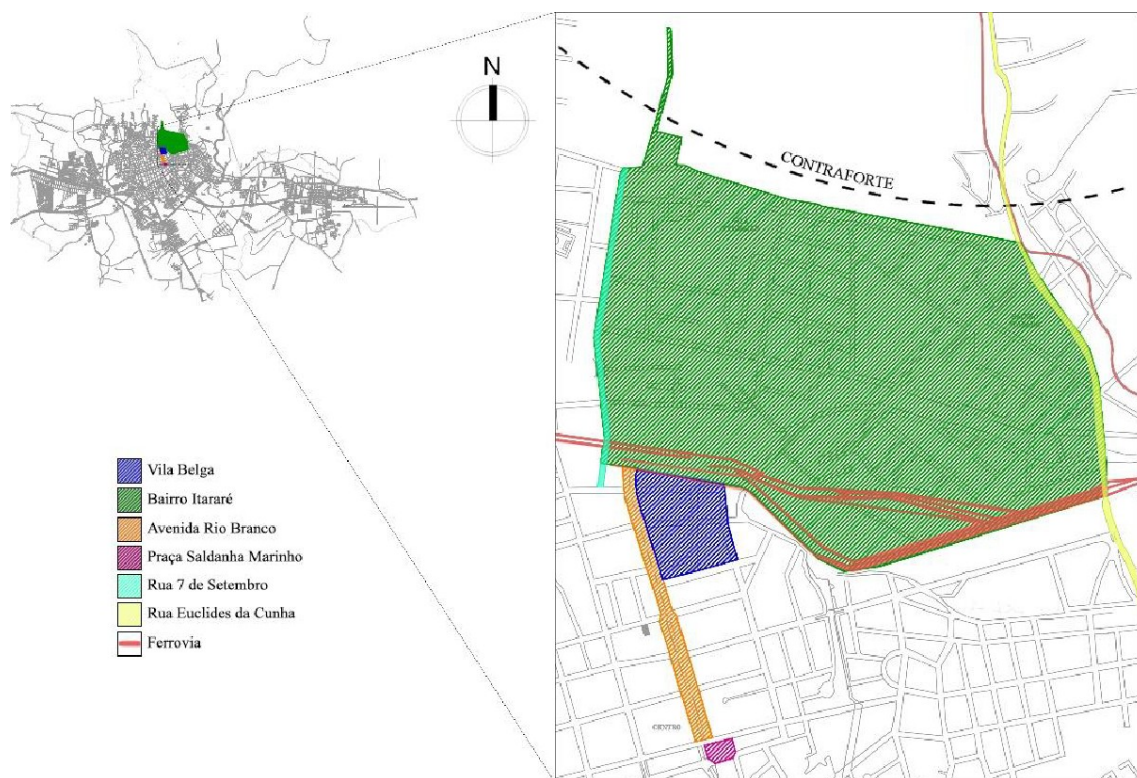 N
CONTRAFORTE
Vila Belga
Bairro Itararé
Avenida Rio Branco
Praça Saldanha Marinho
Rua 7 de Setembro
Rua Euclides da Cunha
Ferrovia
CENTRO